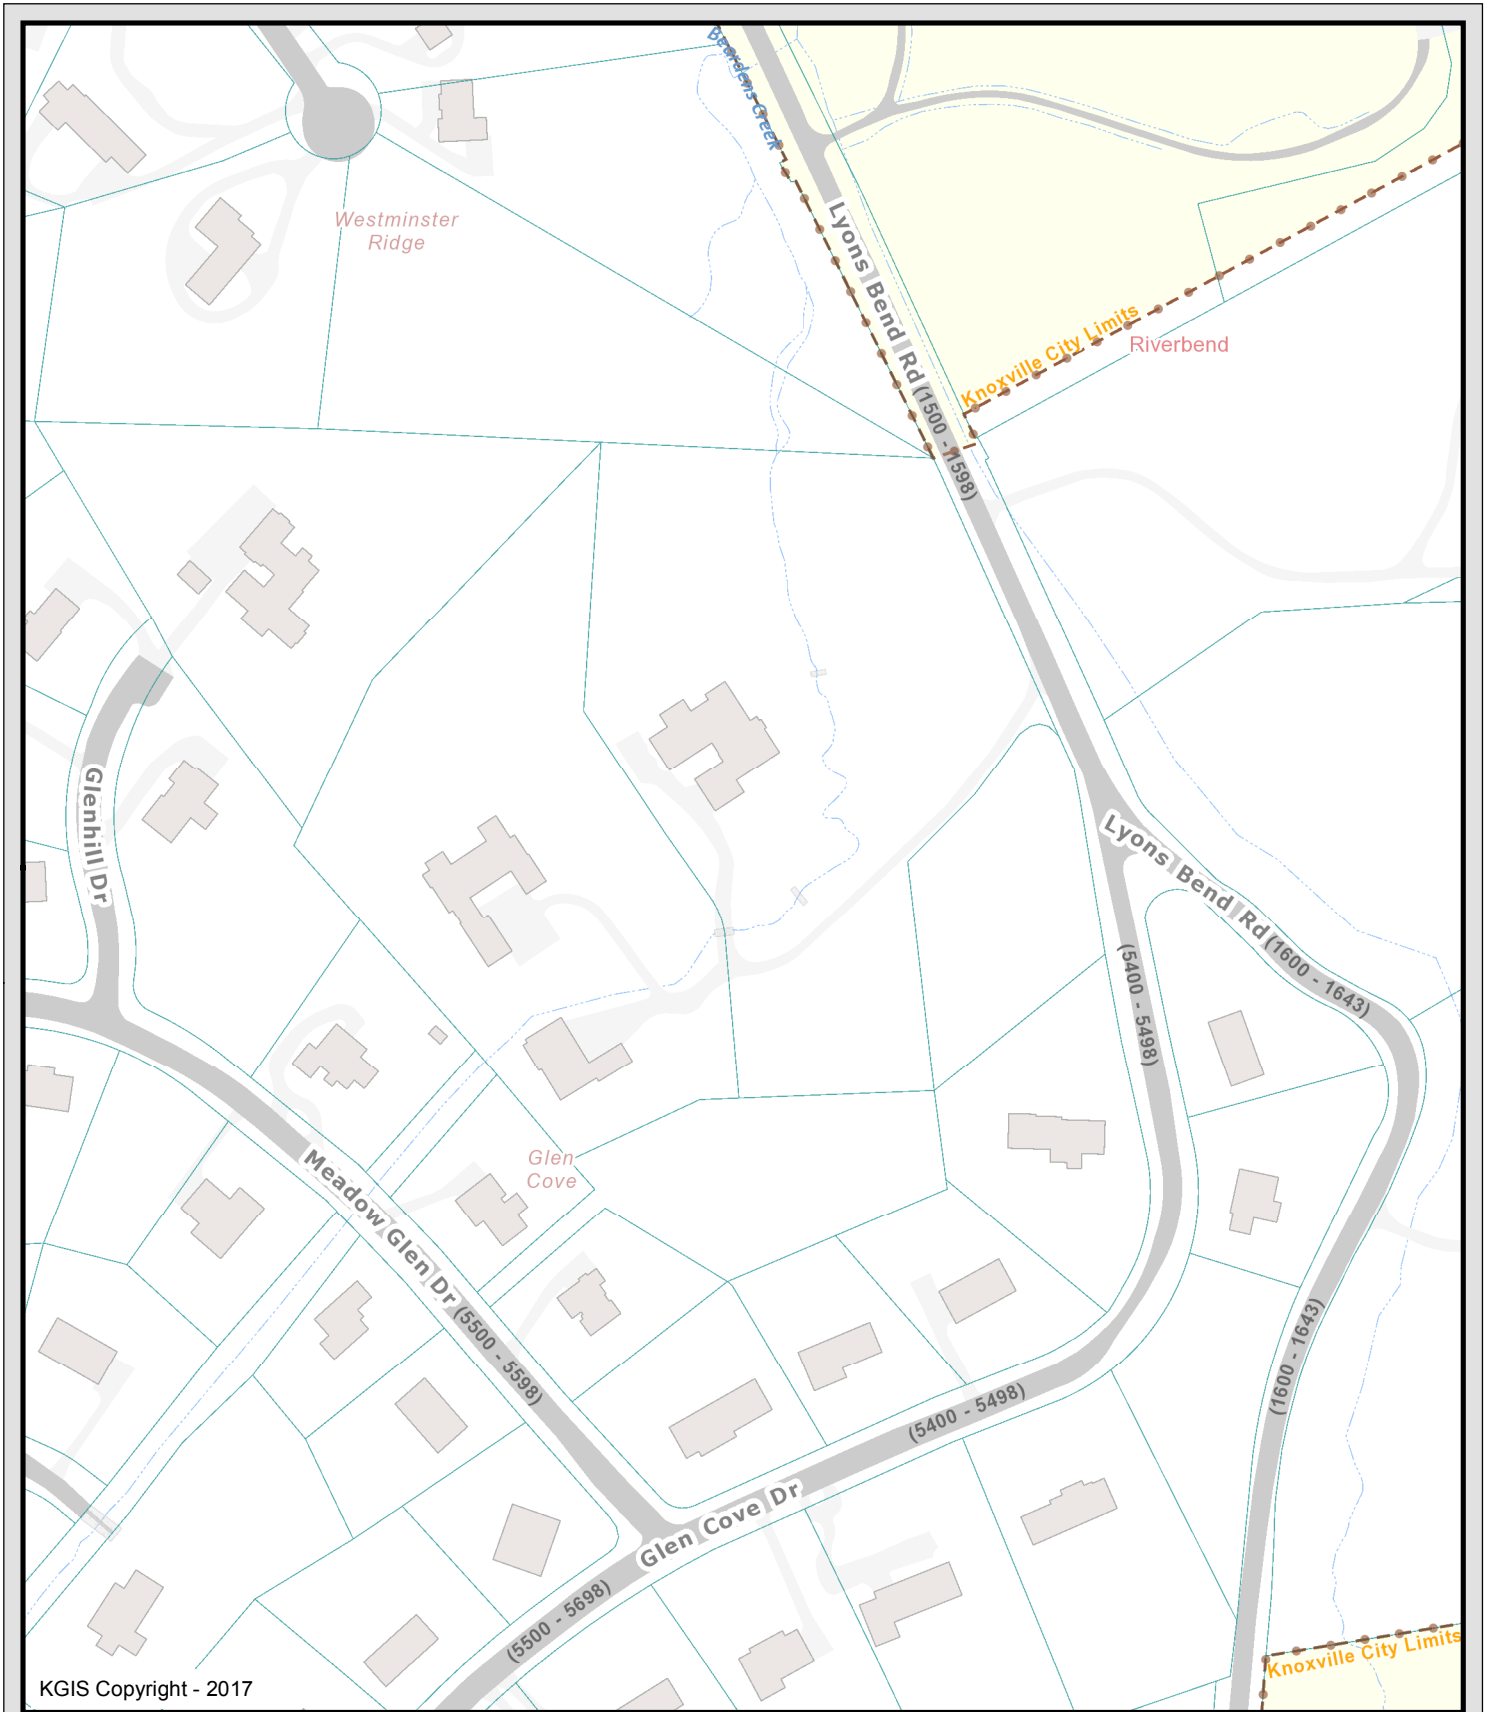 Beardens Creek
Westminster
Ridge
Lyons Bend Rd
(1500 - 1598)
Knoxville City Limits
Riverbend
Glenhill Dr
Lyons Bend Rd
(1600 - 1643)
(5400 - 5498)
Glen
Cove
Meadow Glen Dr
(5500 - 5598)
(1600 - 1643)
(5400 - 5498)
Glen Cove Dr
(5500 - 5698)
Knoxville City Limits
KGIS Copyright - 2017